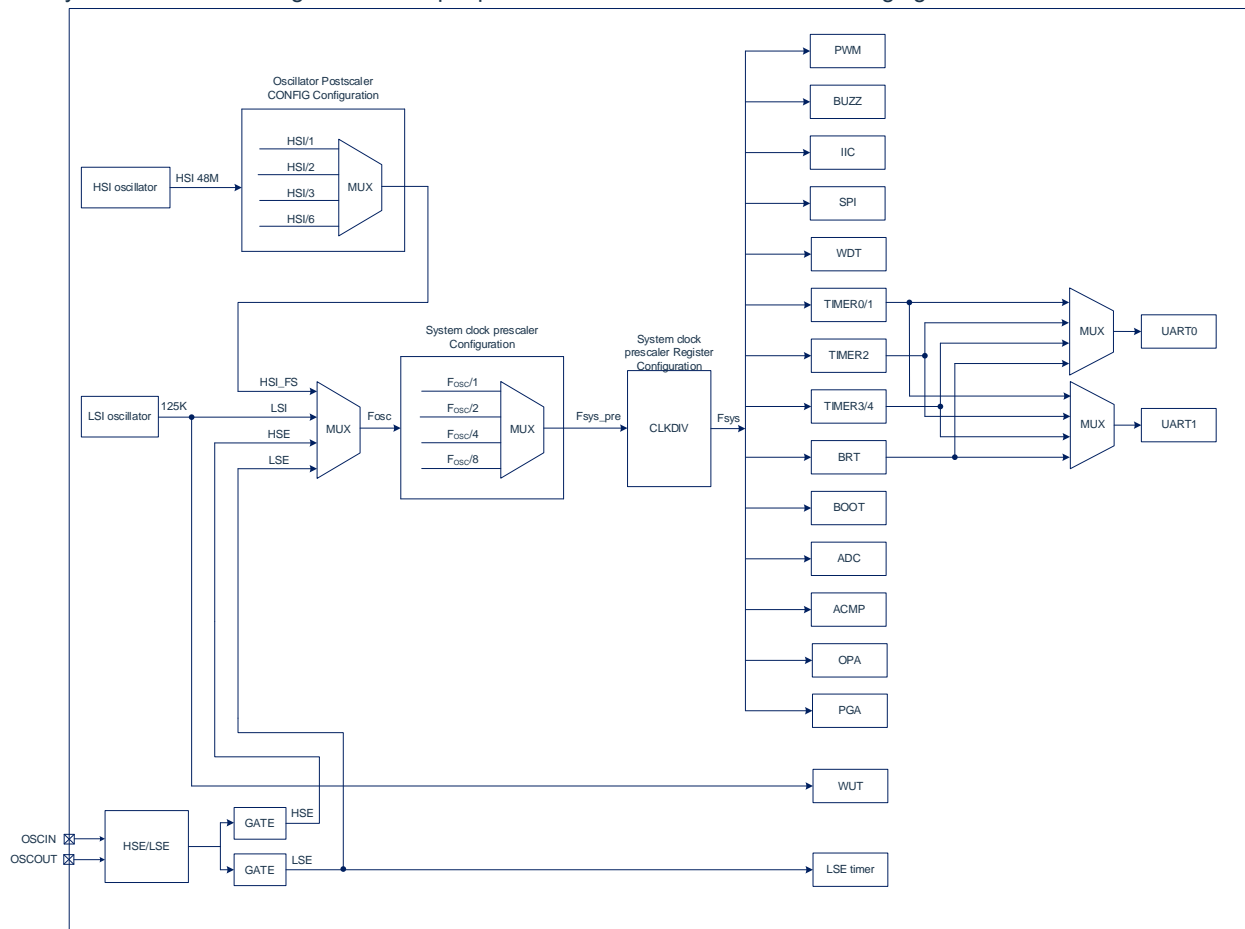 Oscillator Postscaler
CONFIG Configuration
HSI oscillator
HSI 48M
HSI/1
HSI/2
HSI/3
HSI/6
MUX
LSI oscillator
125K
HSI_FS
LSI
HSE
LSE
MUX
Fosc
System clock prescaler
Configuration
FOSC/1
FOSC/2
FOSC/4
FOSC/8
MUX
Fsys_pre
System clock
prescaler Register
Configuration
CLKDIV
Fsys
PWM
BUZZ
IIC
SPI
WDT
TIMER0/1
TIMER2
TIMER3/4
BRT
BOOT
ADC
ACMP
OPA
PGA
WUT
LSE timer
MUX
UART0
MUX
UART1
OSCIN
OSCOUT
HSE/LSE
GATE
HSE
GATE
LSE